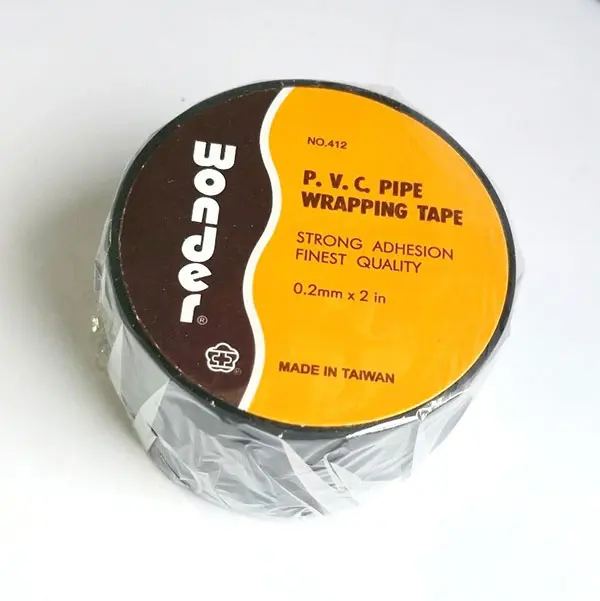 wonder®
NO.412
P. V. C. PIPE
WRAPPING TAPE
STRONG ADHESION
FINEST QUALITY
0.2mm x 2 in
MADE IN TAIWAN